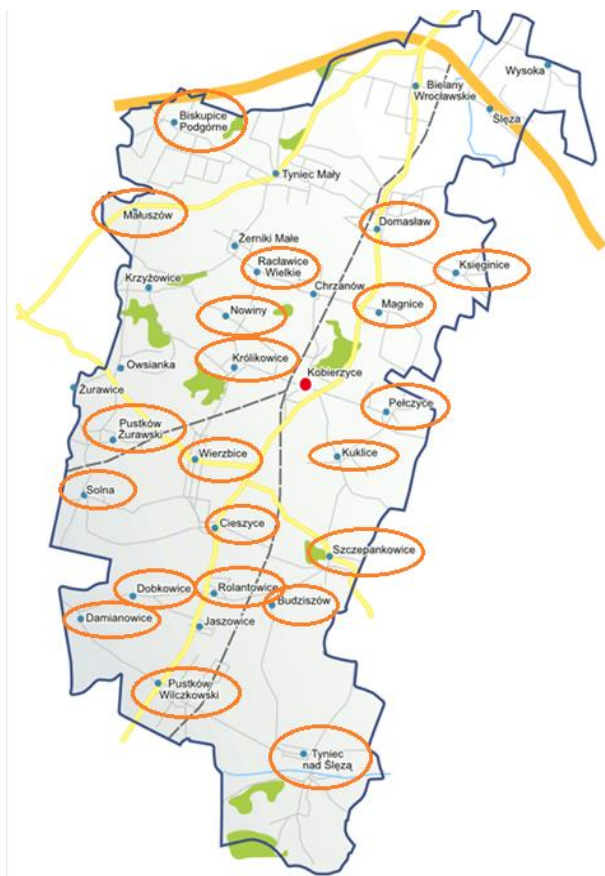 Wysoka
Bielany
Wrocławskie
Ślęza
Biskupice
Podgórne
Tyniec Mały
Małuszów
Domasław
Żerniki Małe
Racławice
Wielkie
Księginice
Krzyżowice
Chrzanów
Nowiny
Magnice
Królikowice
Owsianka
Kobierzyce
Żurawice
Pełczyce
Pustków
Żurawski
Wierzbice
Kuklice
Solna
Cieszyce
Szczepankowice
Dobkowice
Rolantowice
Budziszów
Damianowice
Jaszowice
Pustków
Wilczkowski
Tyniec
nad Ślęzą